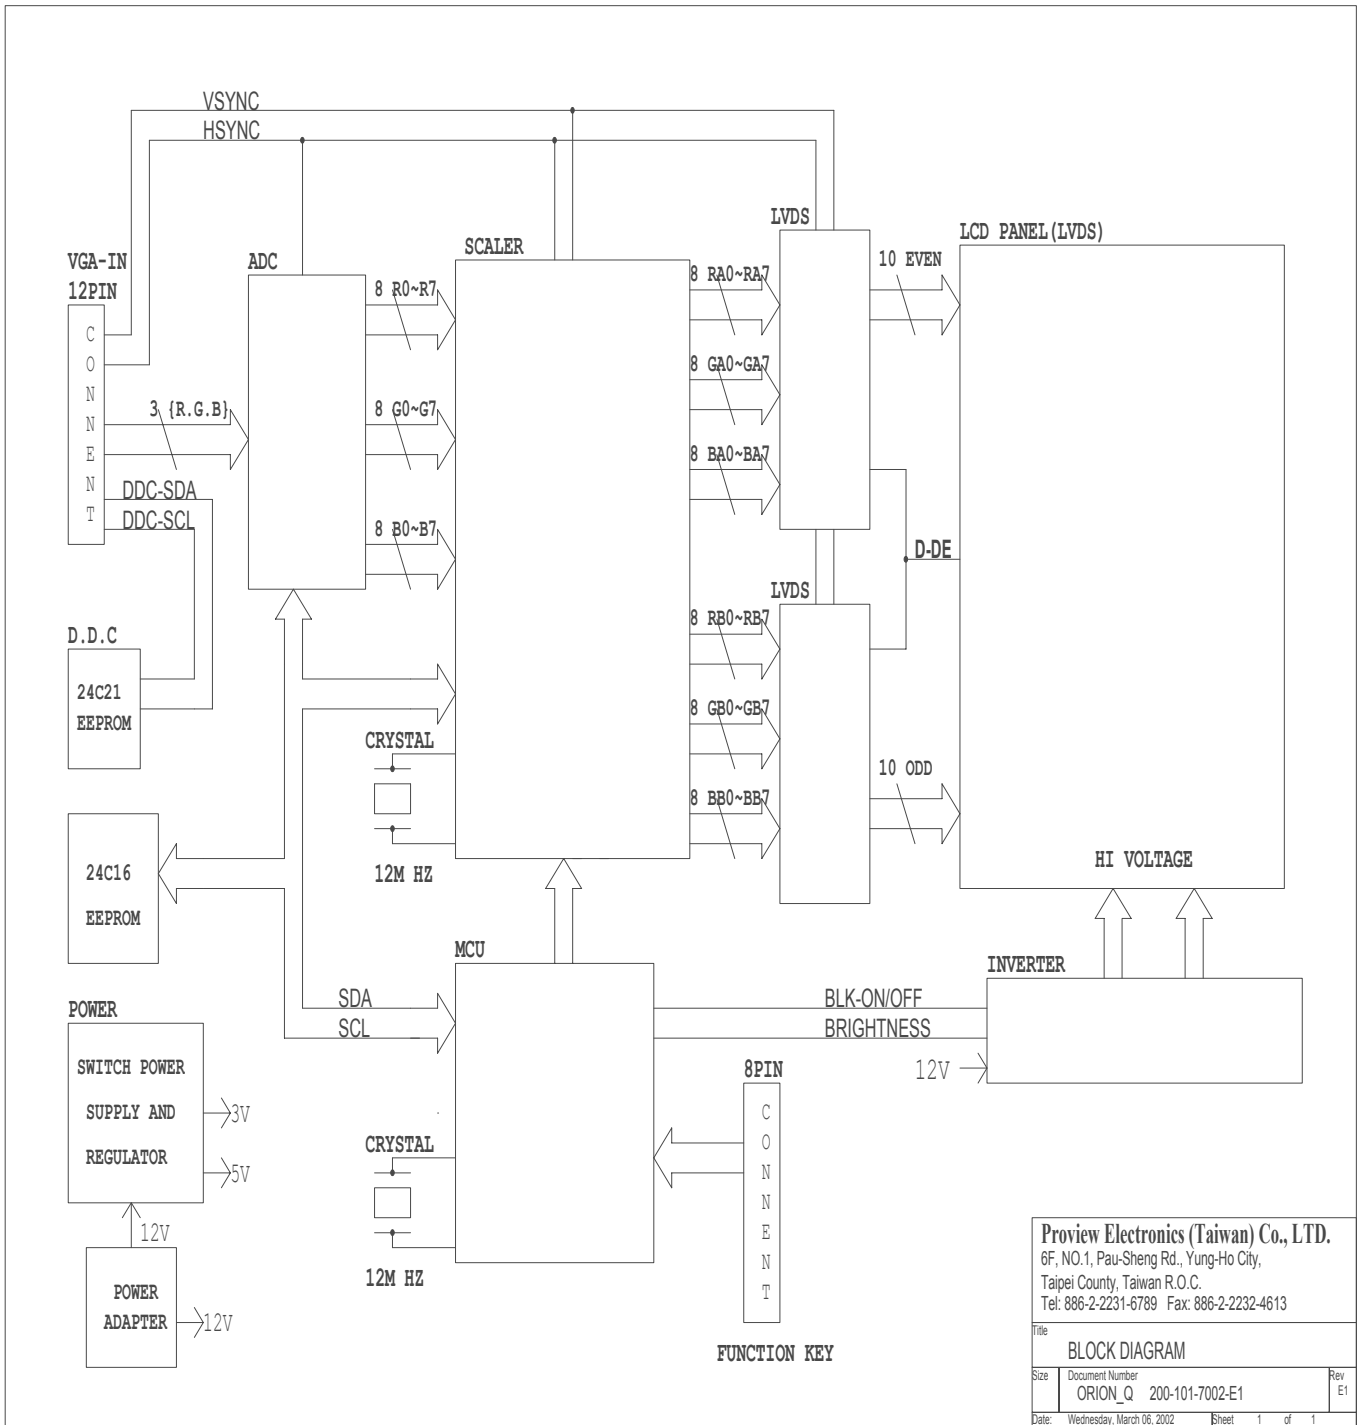 VSYNC
HSYNC
LVDS
SCALER
LCD PANEL(LVDS)
VGA-IN
12PIN
ADC
10 EVEN
8 R0~R7
8 RA0~RA7
CONNENT
8 GA0~GA7
3 {R.G.B}
8 G0~G7
8 BA0~BA7
DDC-SDA
DDC-SCL
8 B0~B7
D-DE
LVDS
D.D.C
8 RB0~RB7
24C21
EEPROM
8 GB0~GB7
CRYSTAL
10 ODD
8 BB0~BB7
24C16
EEPROM
12M HZ
HI VOLTAGE
MCU
INVERTER
SDA
SCL
BLK-ON/OFF
BRIGHTNESS
12V
POWER
SWITCH POWER
SUPPLY AND
REGULATOR
3V
5V
8PIN
CONNENT
CRYSTAL
12M HZ
12V
POWER
ADAPTER
12V
FUNCTION KEY
Proview Electronics (Taiwan) Co., LTD.
6F, NO.1, Pau-Sheng Rd., Yung-Ho City,
Taipei County, Taiwan R.O.C.
Tel: 886-2-2231-6789 Fax: 886-2-2232-4613
Title
BLOCK DIAGRAM
Size Document Number Rev
ORION_Q 200-101-7002-E1 E1
Date: Wednesday, March 06, 2002 Sheet 1 of 1